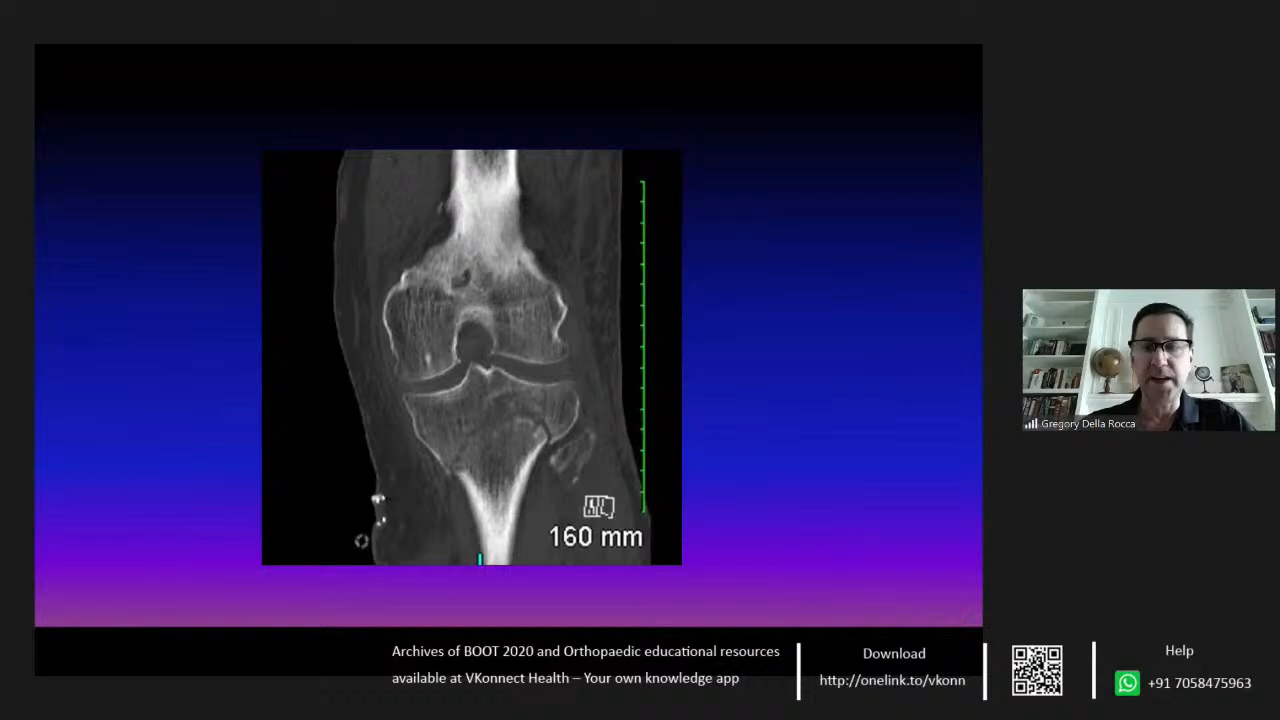 160 mm
Gregory Della Rocca
Archives of BOOT 2020 and Orthopaedic educational resources
available at VKonnect Health – Your own knowledge app
Download
http://onelink.to/vkonn
Help
+91 7058475963